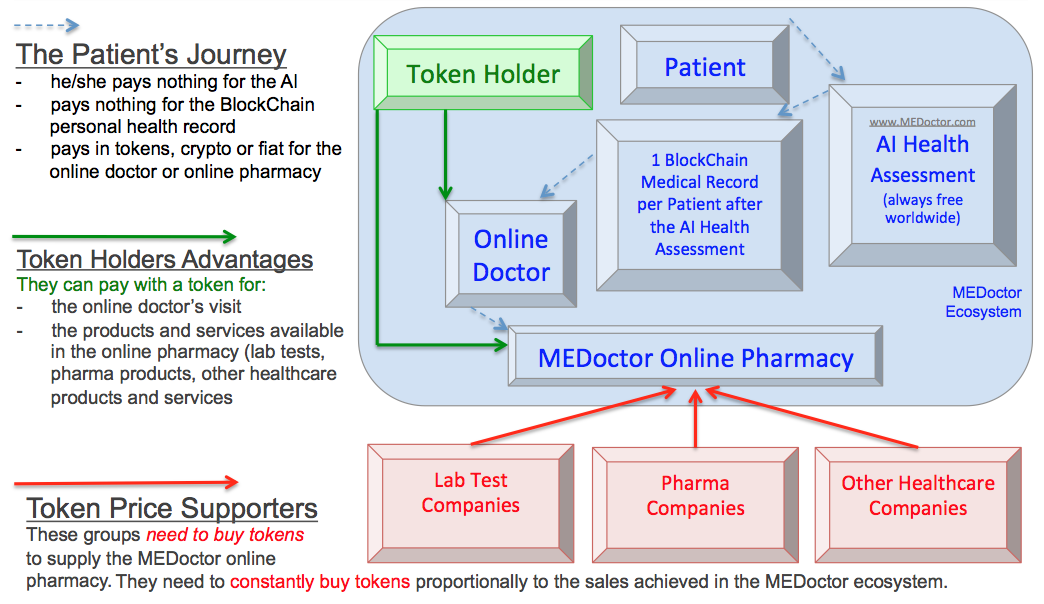 The Patient's Journey
- he/she pays nothing for the AI
- pays nothing for the BlockChain
personal health record
- pays in tokens, crypto or fiat for the
online doctor or online pharmacy
Token Holders Advantages
They can pay with a token for:
- the online doctor's visit
- the products and services available
in the online pharmacy (lab tests,
pharma products, other healthcare
products and services
Token Price Supporters
These groups need to buy tokens
to supply the MEDoctor online
pharmacy. They need to constantly buy tokens proportionally to the sales achieved in the MEDoctor ecosystem.
Token Holder
Patient
www.MEDoctor.com
AI Health
Assessment
(always free
worldwide)
1 BlockChain
Medical Record
per Patient after
the AI Health
Assessment
Online
Doctor
MEDoctor
Ecosystem
MEDoctor Online Pharmacy
Lab Test
Companies
Pharma
Companies
Other Healthcare
Companies